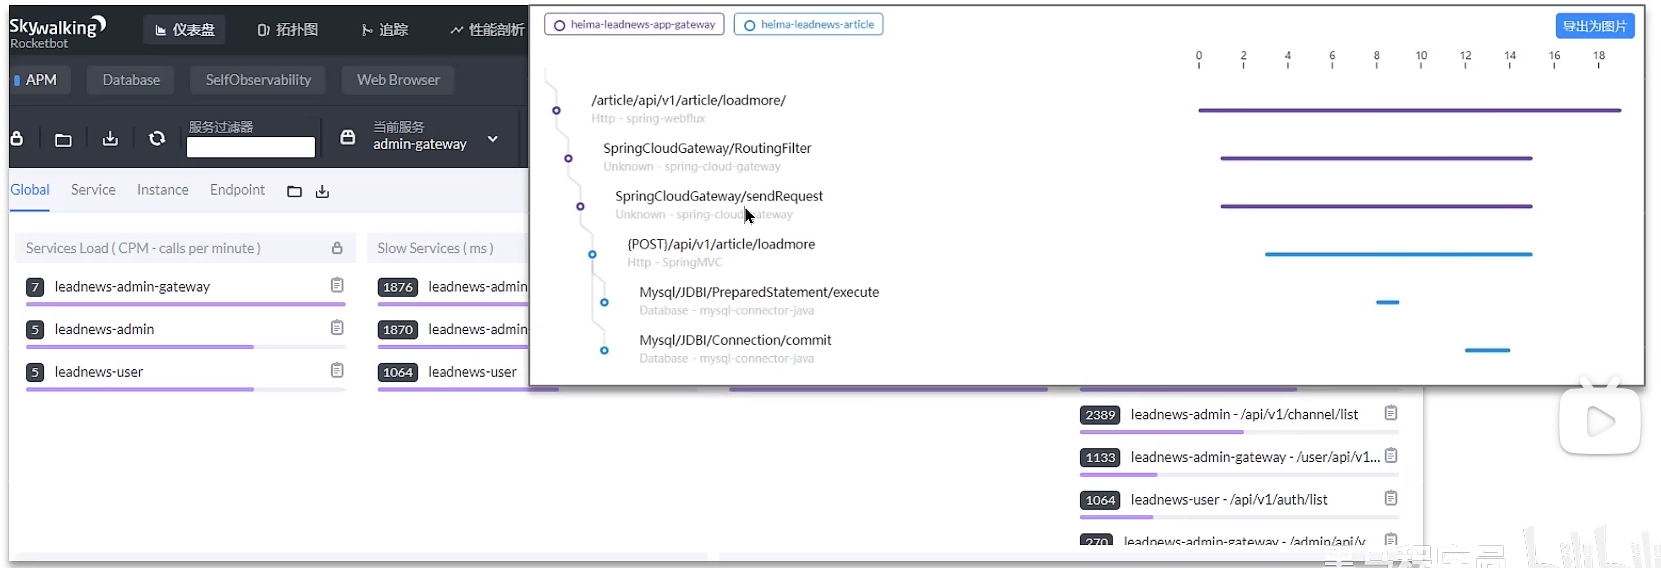 Skywalking
Rocketbot
仪表盘
拓扑图
追踪
性能剖析
APM
Database
SelfObservability
Web Browser
服务过滤器
当前服务
admin-gateway
Global
Service
Instance
Endpoint
Services Load ( CPM - calls per minute )
Slow Services ( ms )
7 leadnews-admin-gateway
5 leadnews-admin
5 leadnews-user
1876 leadnews-admin
1870 leadnews-admin
1064 leadnews-user
heima-leadnews-app-gateway
heima-leadnews-article
导出为图片
0 2 4 6 8 10 12 14 16 18
/article/api/v1/article/loadmore/
Http - spring-webflux
SpringCloudGateway/RoutingFilter
Unknown - spring-cloud-gateway
SpringCloudGateway/sendRequest
Unknown - spring-cloud-gateway
{POST}/api/v1/article/loadmore
Http - SpringMVC
Mysql/JDBI/PreparedStatement/execute
Database - mysql-connector-java
Mysql/JDBI/Connection/commit
Database - mysql-connector-java
2389 leadnews-admin - /api/v1/channel/list
1133 leadnews-admin-gateway - /user/api/v1...
1064 leadnews-user - /api/v1/auth/list
270 leadnews-admin-gateway - /admin/api/v